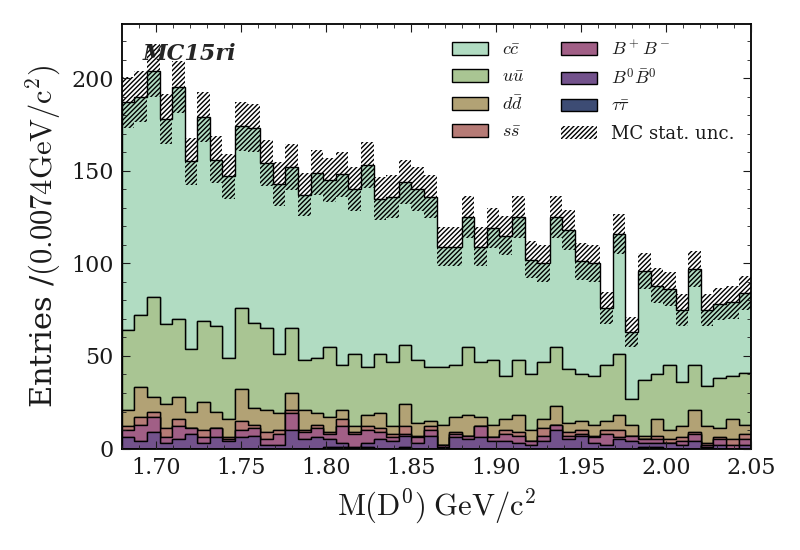 MC15ri
cc̄
uū
dd̄
ss̄
B⁺B⁻
B⁰B̄⁰
ττ̄
MC stat. unc.
Entries /(0.0074GeV/c²)
200
150
100
50
0
1.70 1.75 1.80 1.85 1.90 1.95 2.00 2.05
M(D⁰) GeV/c²